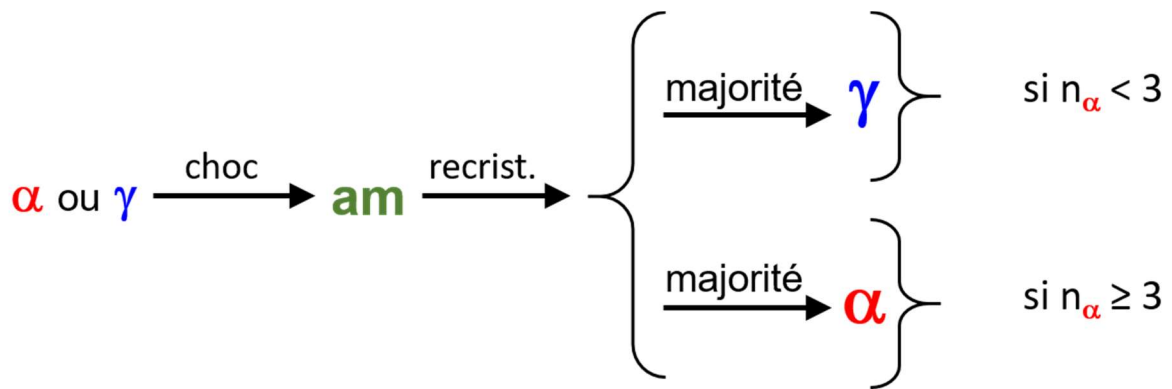 majorité γ si nα < 3
α ou γ choc am recrist.
majorité α si nα ≥ 3